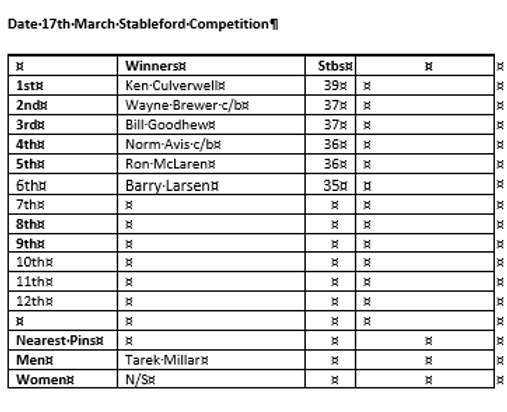 Date 17th March Stableford Competition
Winners Stbs
1st Ken Culverwell 39
2nd Wayne Brewer c/b 37
3rd Bill Goodhew 37
4th Norm Avis c/b 36
5th Ron McLaren 36
6th Barry Larsen 35
7th
8th
9th
10th
11th
12th
Nearest Pins
Men Tarek Millar
Women N/S